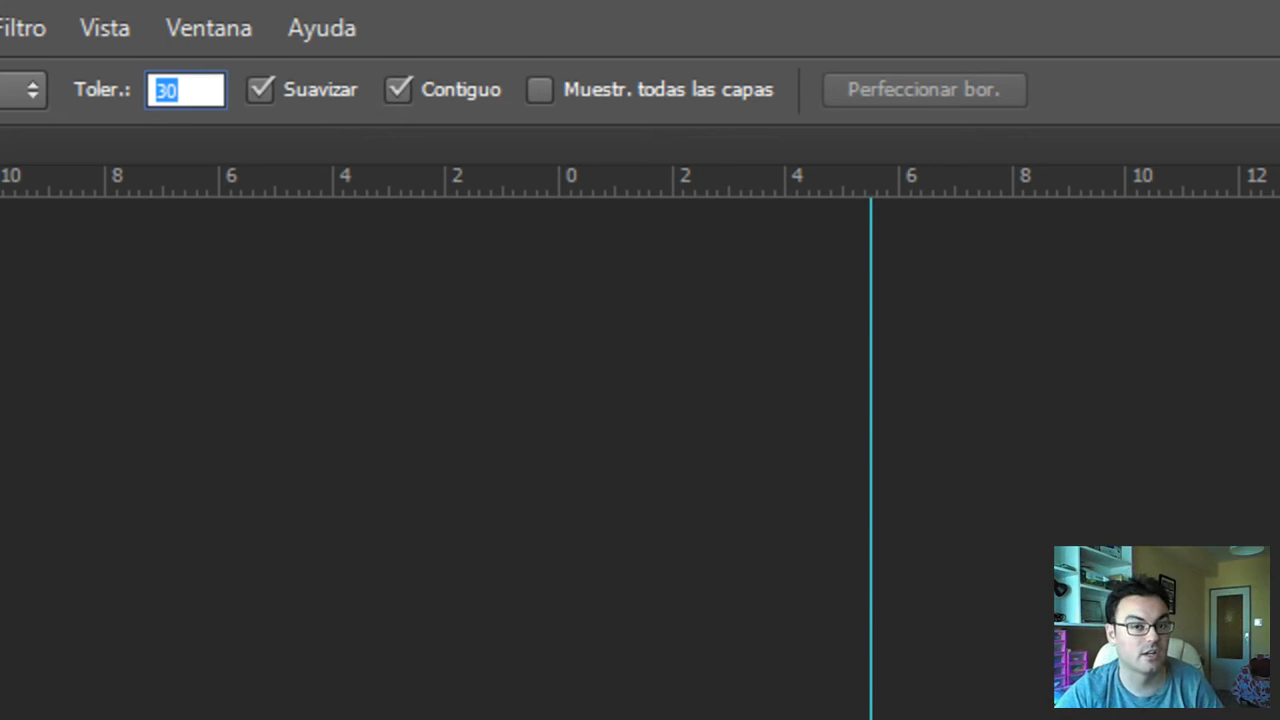 Filtro Vista Ventana Ayuda
Toler.: 30 Suavizar Contiguo Muestr. todas las capas Perfeccionar bor.
10 8 6 4 2 0 2 4 6 8 10 12